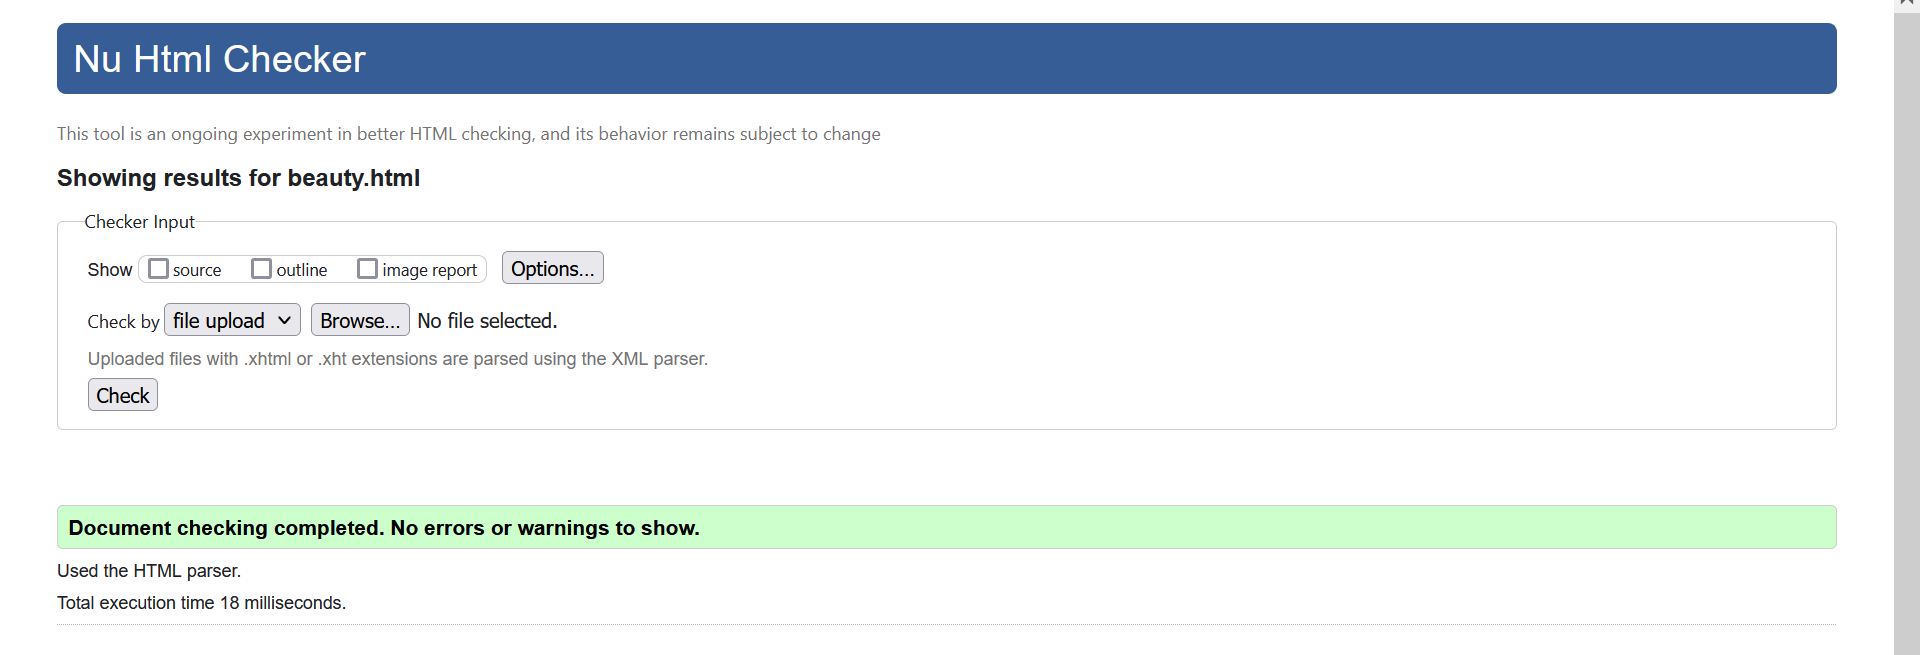 Nu Html Checker
This tool is an ongoing experiment in better HTML checking, and its behavior remains subject to change
Showing results for beauty.html
Checker Input
Show source outline image report Options...
Check by file upload Browse... No file selected.
Uploaded files with .xhtml or .xht extensions are parsed using the XML parser.
Check
Document checking completed. No errors or warnings to show.
Used the HTML parser.
Total execution time 18 milliseconds.